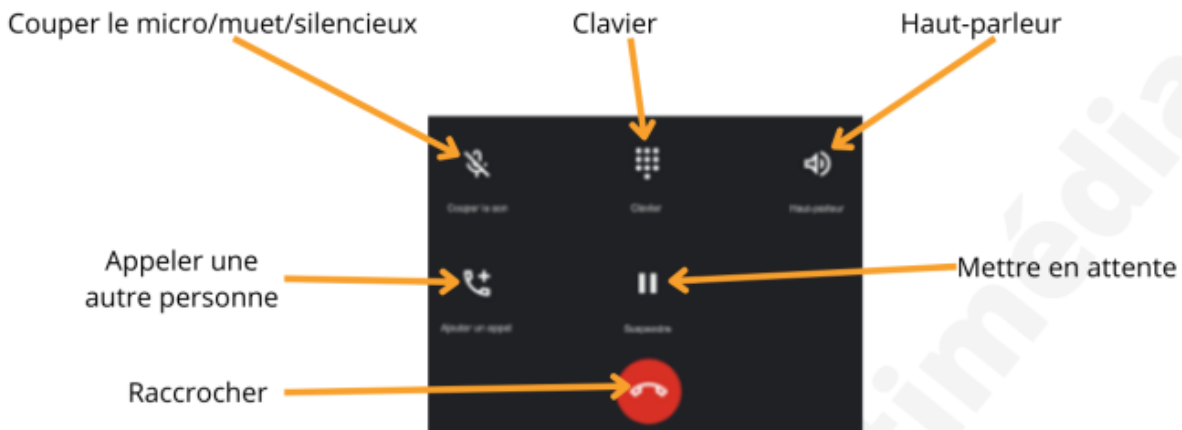 Couper le micro/muet/silencieux
Clavier
Haut-parleur
Couper le son
Clavier
Haut-parleur
Appeler une
autre personne
Mettre en attente
Ajouter un appel
Suspendre
Raccrocher